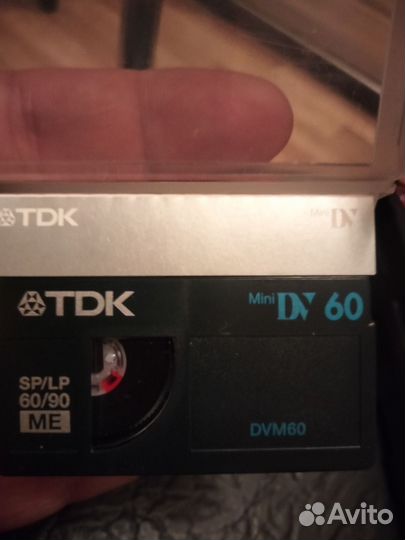 TDK Mini DV
TDK Mini DV 60
SP/LP
60/90
ME
DVM60
Avito